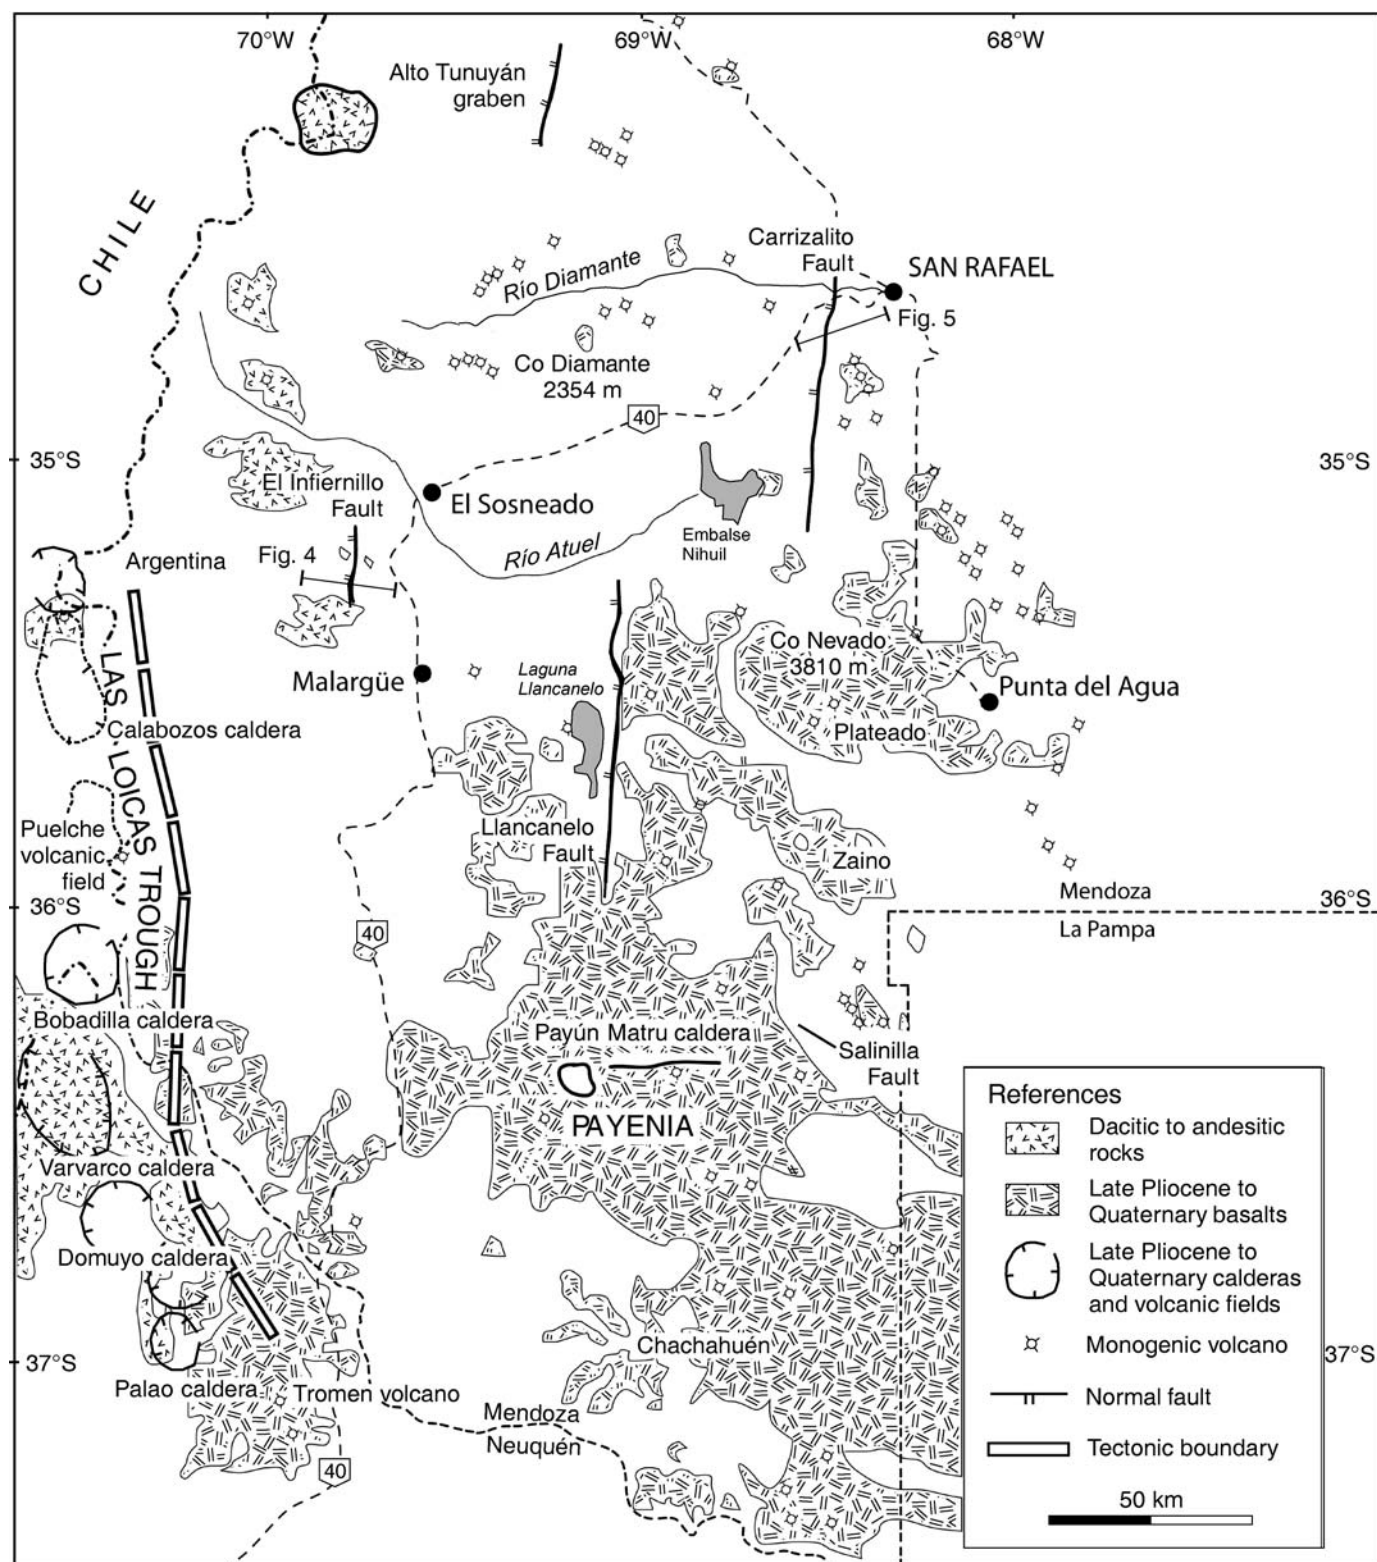 70°W
69°W
68°W
Alto Tunuyán
graben
CHILE
Carrizalito
Fault
Río Diamante
SAN RAFAEL
Fig. 5
Co Diamante
2354 m
40
35°S
35°S
El Infiernillo
Fault
El Sosneado
Embalse
Nihuil
Río Atuel
Fig. 4
Argentina
LAS LOICAS TROUGH
Co Nevado
3810 m
Malargüe
Laguna
Llancanelo
Punta del Agua
Calabozos caldera
Plateado
Puelche
volcanic
field
Llancanelo
Fault
Zaino
Mendoza
36°S
36°S
La Pampa
40
Bobadilla caldera
Payún Matru caldera
Salinilla
Fault
PAYENIA
Varvarco caldera
Domuyo caldera
Chachahuén
37°S
37°S
Palao caldera
Tromen volcano
Mendoza
Neuquén
40
References
Dacitic to andesitic
rocks
Late Pliocene to
Quaternary basalts
Late Pliocene to
Quaternary calderas
and volcanic fields
Monogenic volcano
Normal fault
Tectonic boundary
50 km